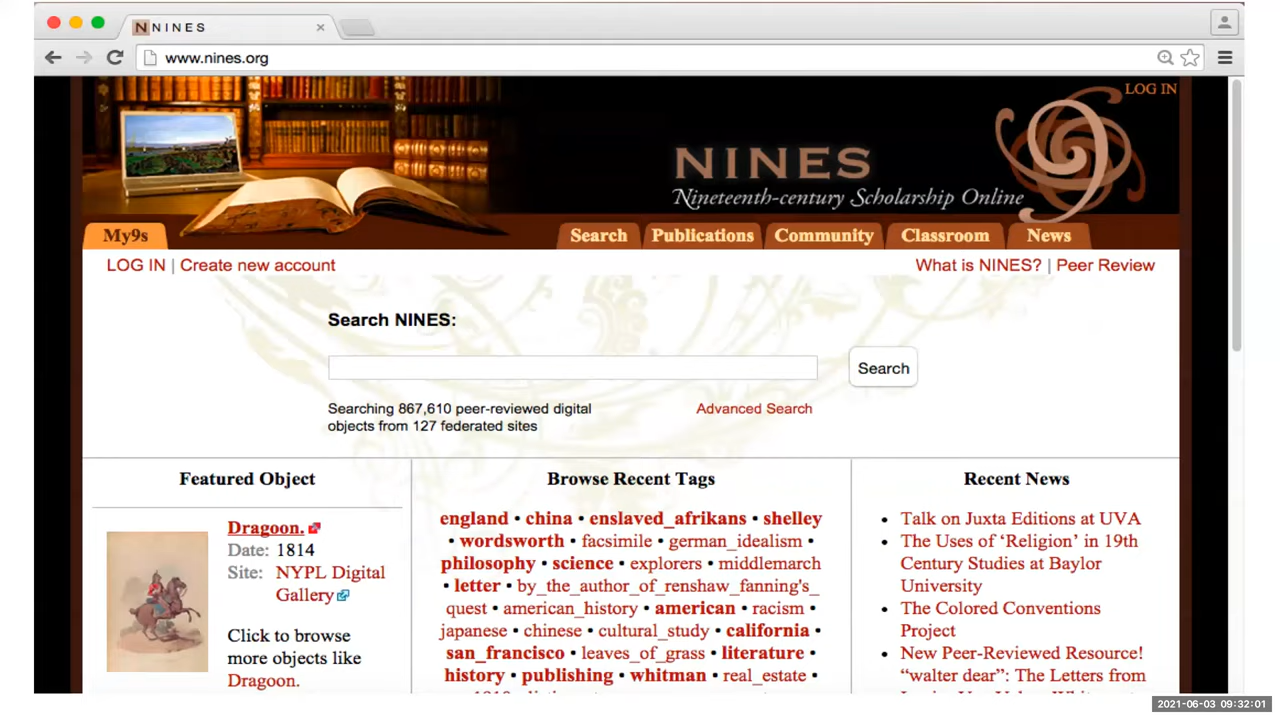 NINES
www.nines.org
LOG IN
NINES
Nineteenth-century Scholarship Online
My9s
Search
Publications
Community
Classroom
News
LOG IN | Create new account
What is NINES? | Peer Review
Search NINES:
Search
Searching 867,610 peer-reviewed digital
objects from 127 federated sites
Advanced Search
Featured Object
Dragoon.
Date: 1814
Site: NYPL Digital
Gallery
Click to browse
more objects like
Dragoon.
Browse Recent Tags
england • china • enslaved_afrikans • shelley
• wordsworth • facsimile • german_idealism •
philosophy • science • explorers • middlemarch
• letter • by_the_author_of_renshaw_fanning's_
quest • american_history • american • racism •
japanese • chinese • cultural_study • california •
san_francisco • leaves_of_grass • literature •
history • publishing • whitman • real_estate •
Recent News
• Talk on Juxta Editions at UVA
• The Uses of ‘Religion’ in 19th
Century Studies at Baylor
University
• The Colored Conventions
Project
• New Peer-Reviewed Resource!
“walter dear”: The Letters from
2021-06-03 09:32:01